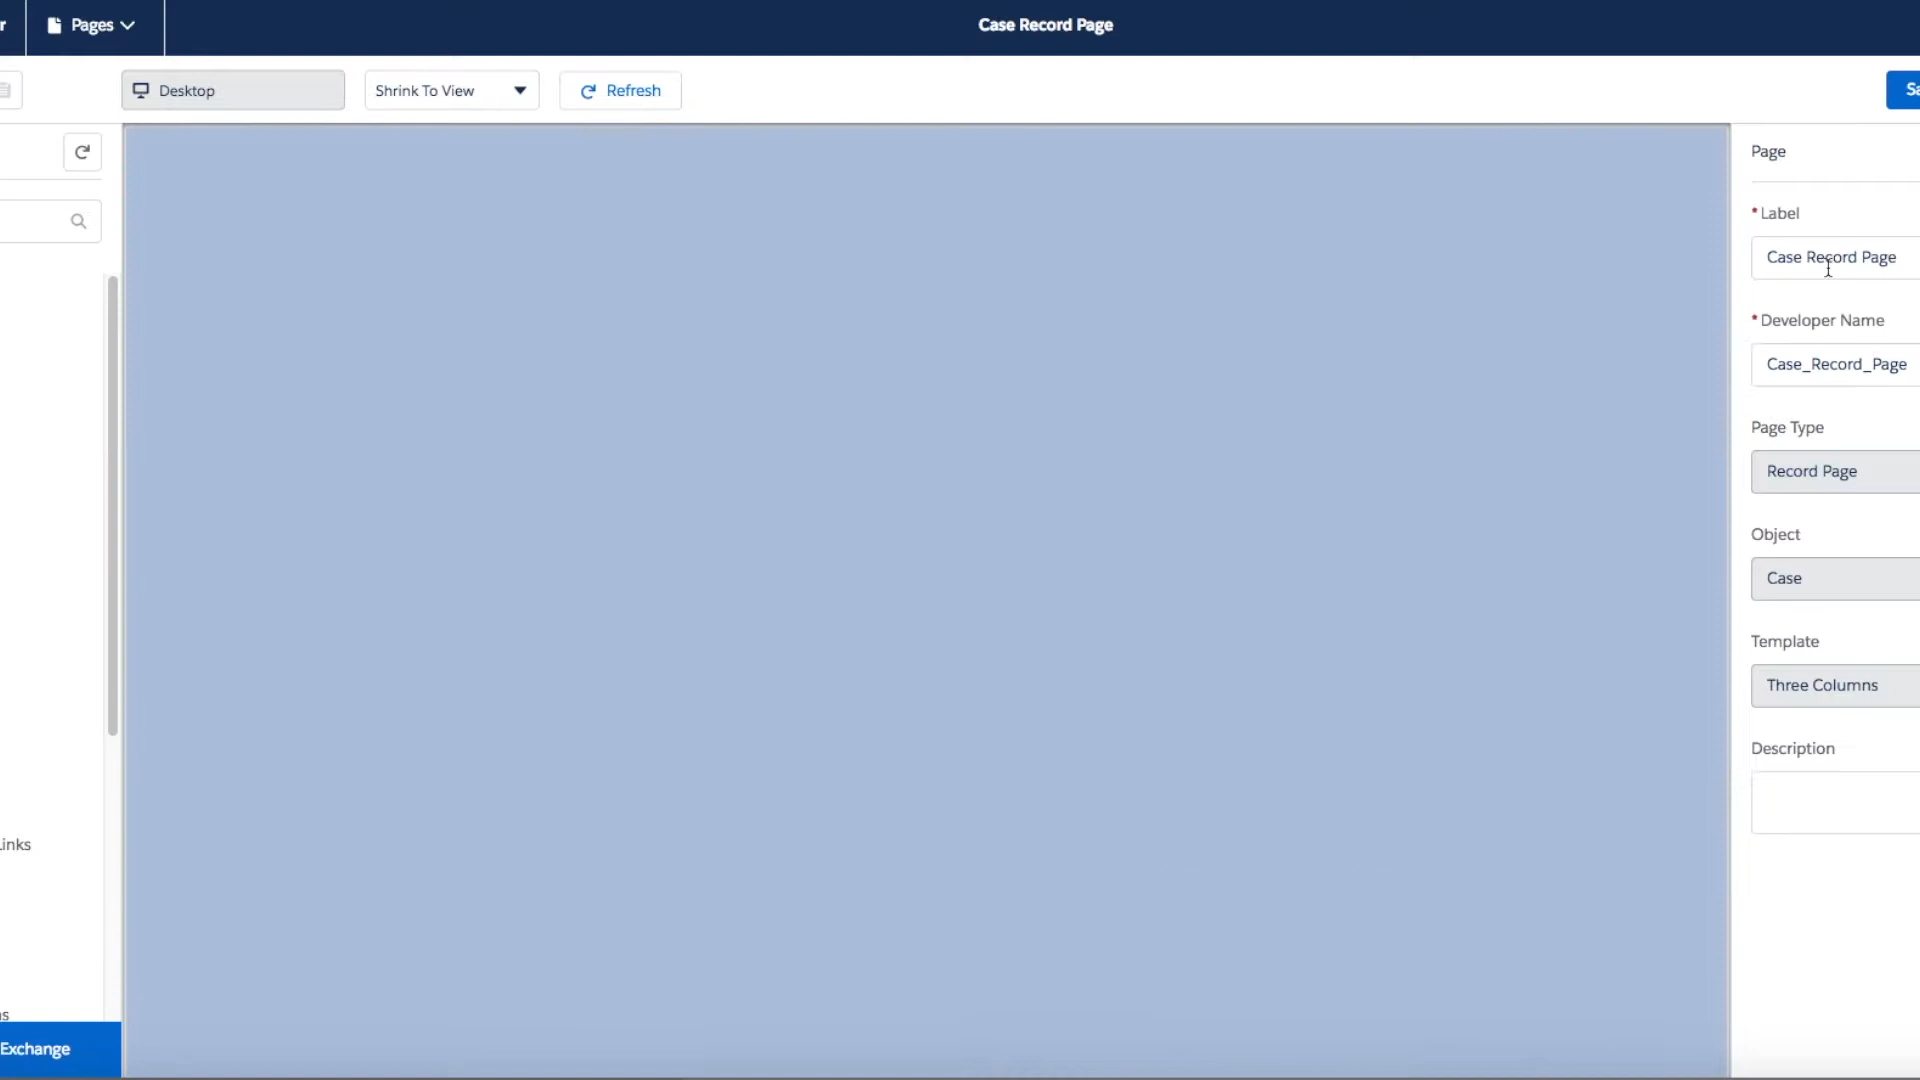 Pages
Case Record Page
Desktop
Shrink To View
Refresh
Page
* Label
Case Record Page
* Developer Name
Case_Record_Page
Page Type
Record Page
Object
Case
Template
Three Columns
Description
Exchange